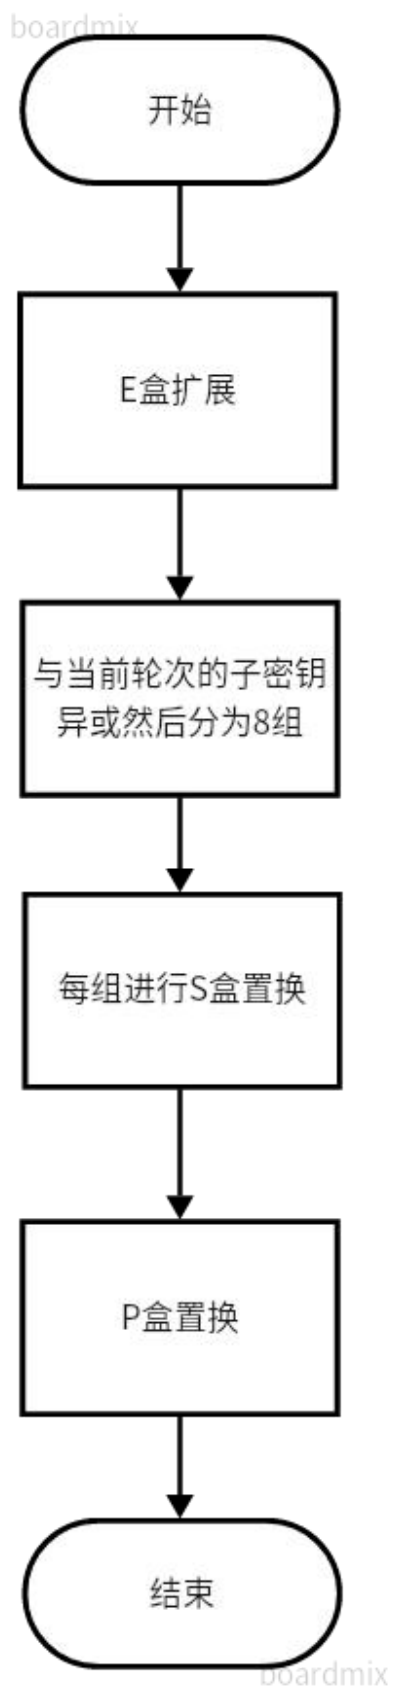 boardmix
开始
E盒扩展
与当前轮次的子密钥
异或然后分为8组
每组进行S盒置换
P盒置换
结束
boardmix